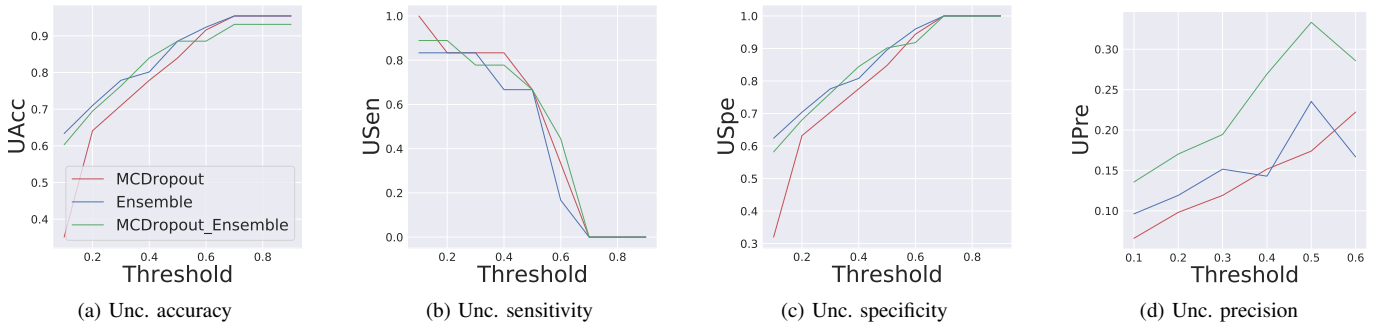 UAcc
0.9
0.8
0.7
0.6
0.5
0.4
MCDropout
Ensemble
MCDropout_Ensemble
0.2 0.4 0.6 0.8
Threshold
(a) Unc. accuracy
USen
1.0
0.8
0.6
0.4
0.2
0.0
0.2 0.4 0.6 0.8
Threshold
(b) Unc. sensitivity
USpe
1.0
0.9
0.8
0.7
0.6
0.5
0.4
0.3
0.2 0.4 0.6 0.8
Threshold
(c) Unc. specificity
UPre
0.30
0.25
0.20
0.15
0.10
0.1 0.2 0.3 0.4 0.5 0.6
Threshold
(d) Unc. precision